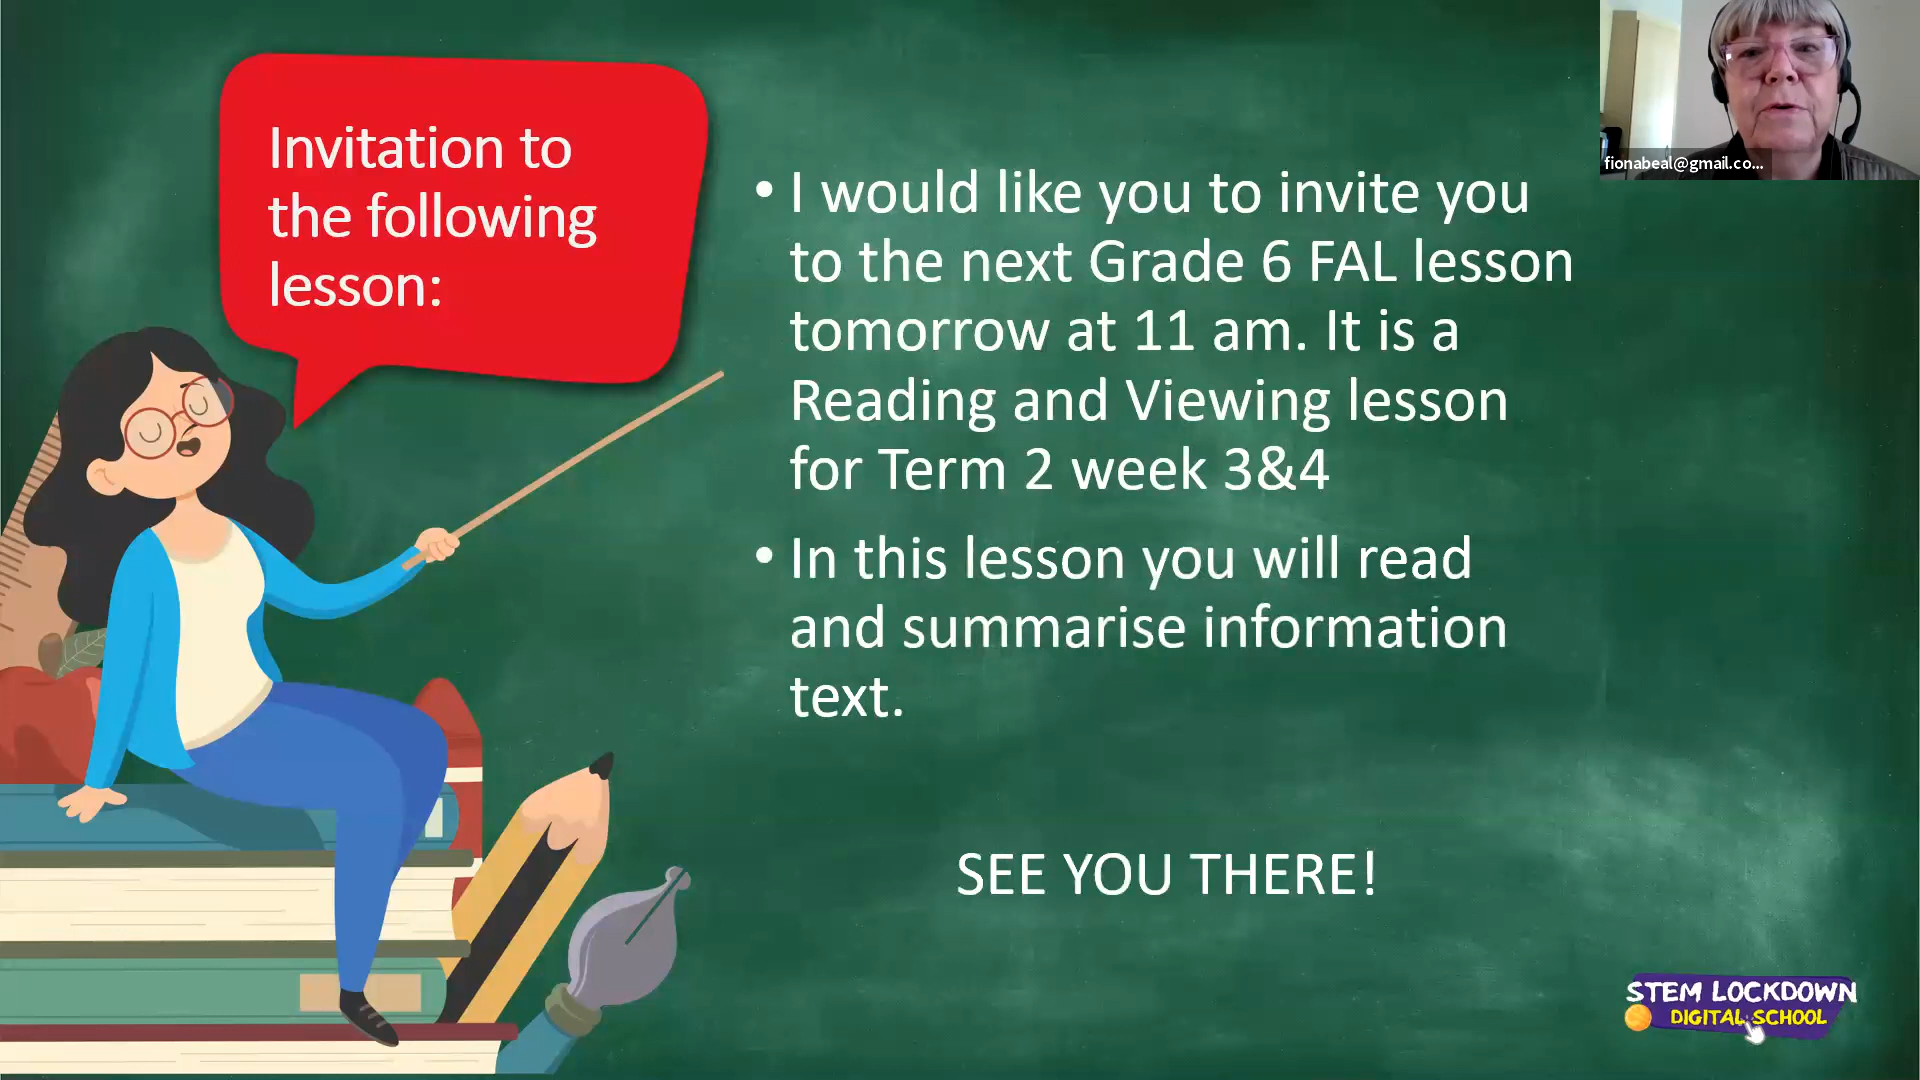 Invitation to
the following
lesson:
• I would like you to invite you
to the next Grade 6 FAL lesson
tomorrow at 11 am. It is a
Reading and Viewing lesson
for Term 2 week 3&4
• In this lesson you will read
and summarise information
text.
SEE YOU THERE!
fionabeal@gmail.co...
STEM LOCKDOWN
DIGITAL SCHOOL